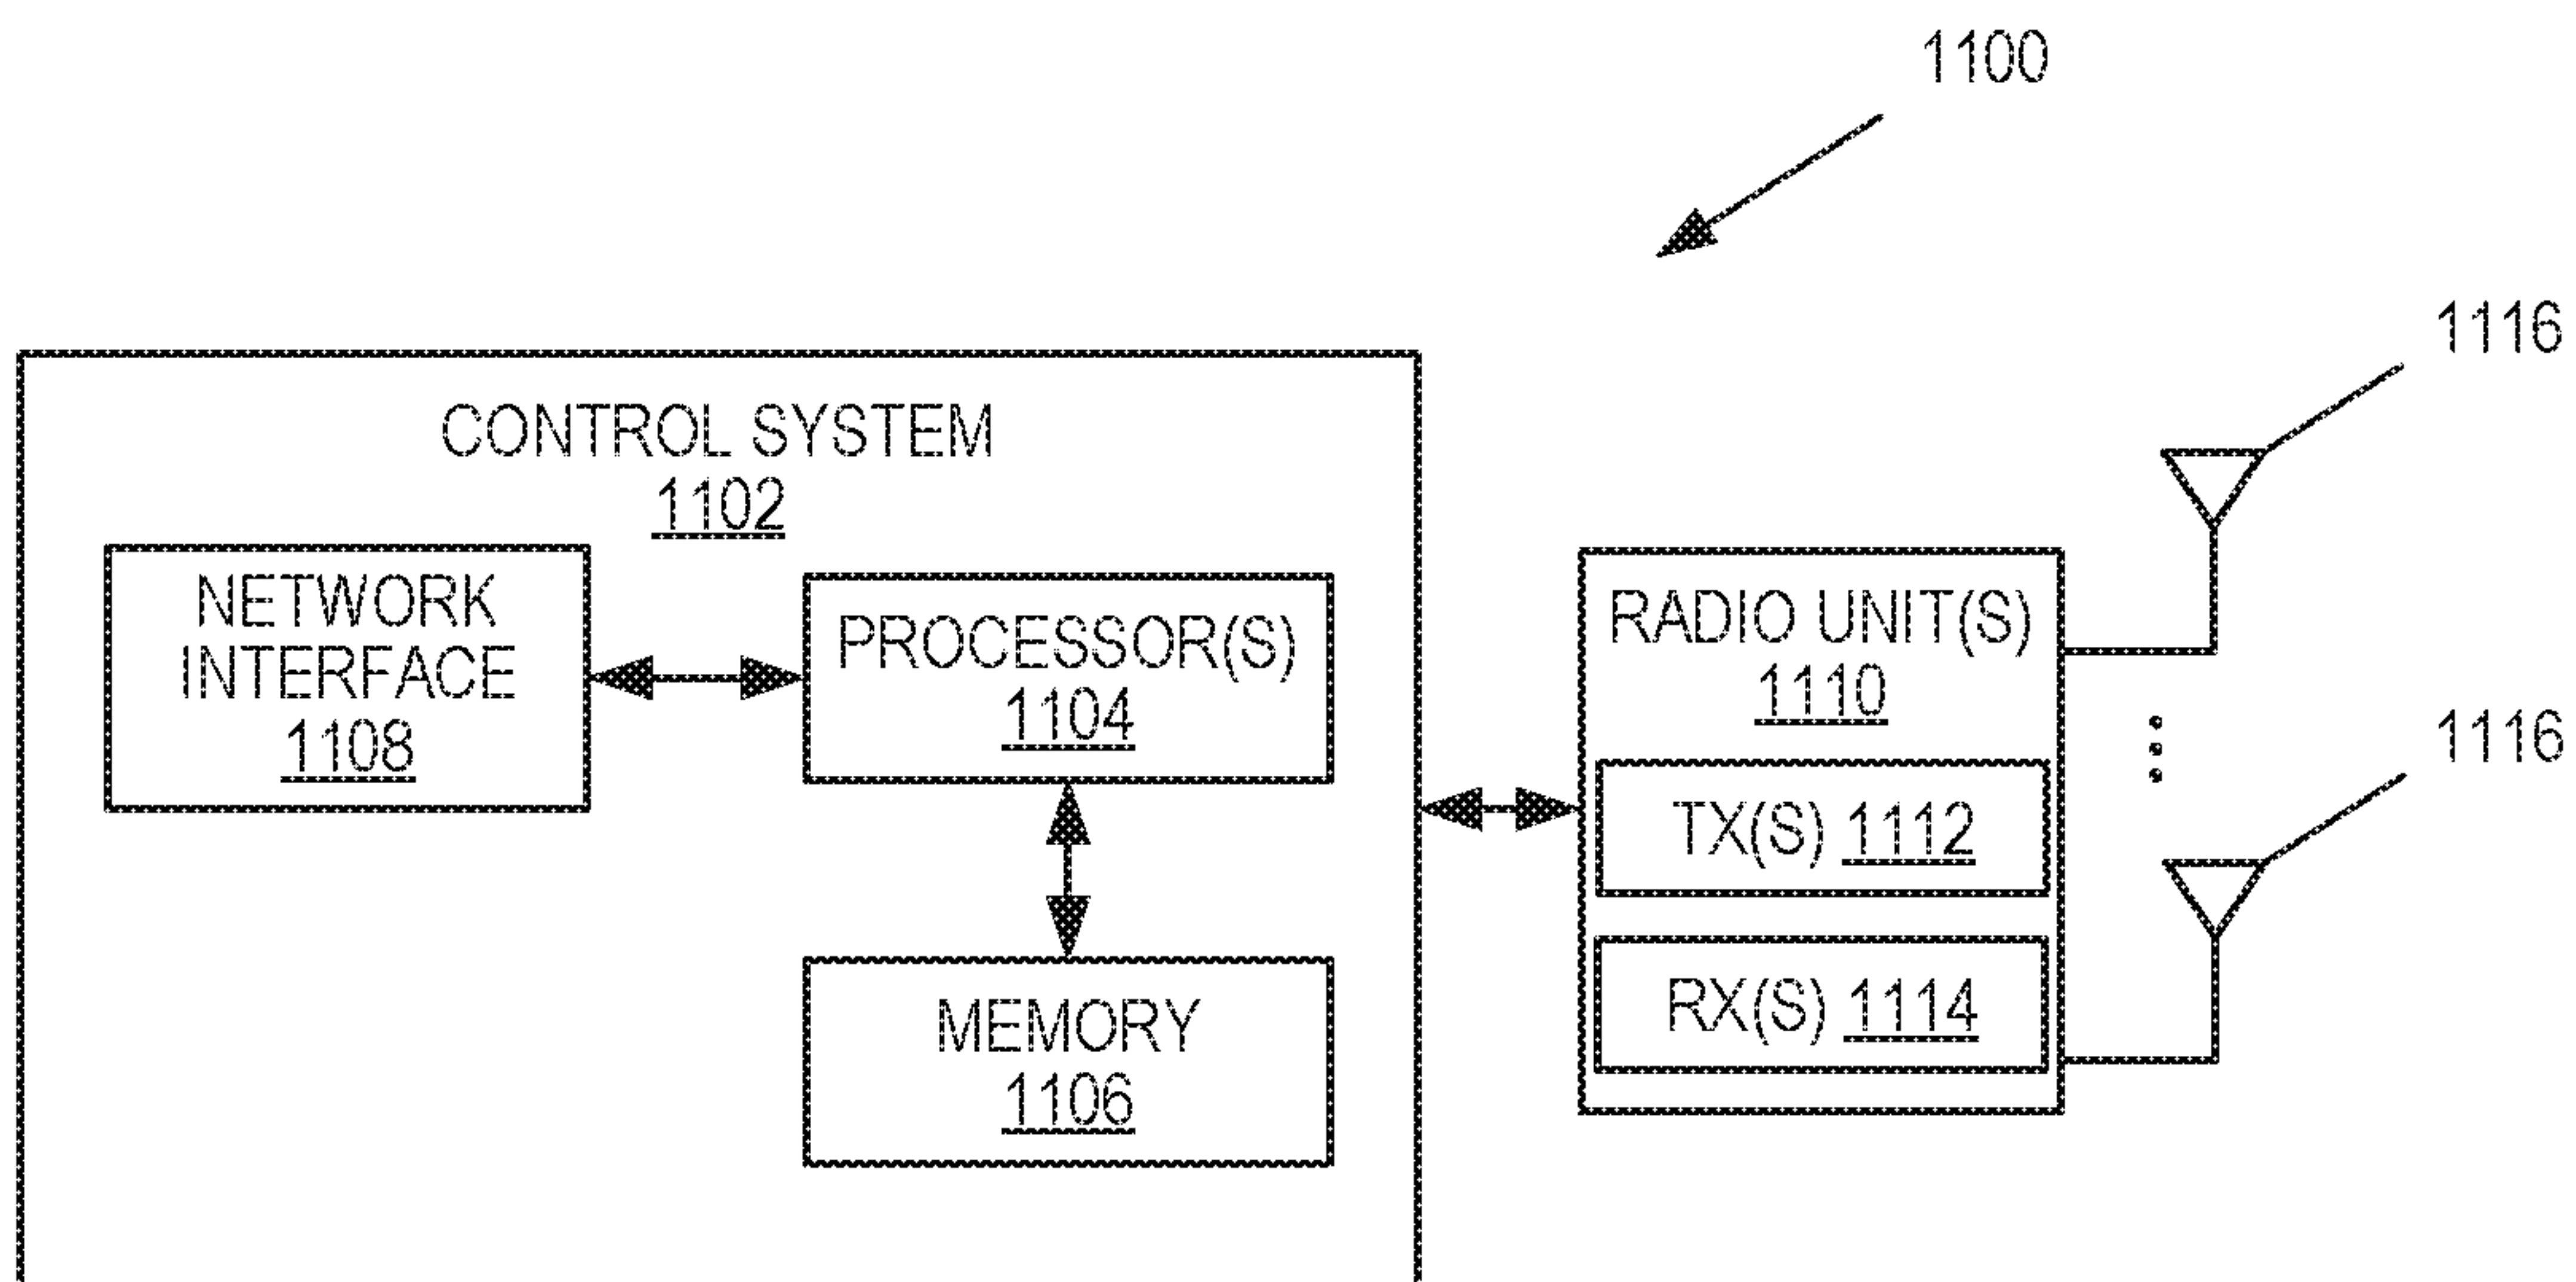 1100
1116
CONTROL SYSTEM
1102
NETWORK
INTERFACE
1108
PROCESSOR(S)
1104
MEMORY
1106
RADIO UNIT(S)
1110
TX(S) 1112
RX(S) 1114
1116